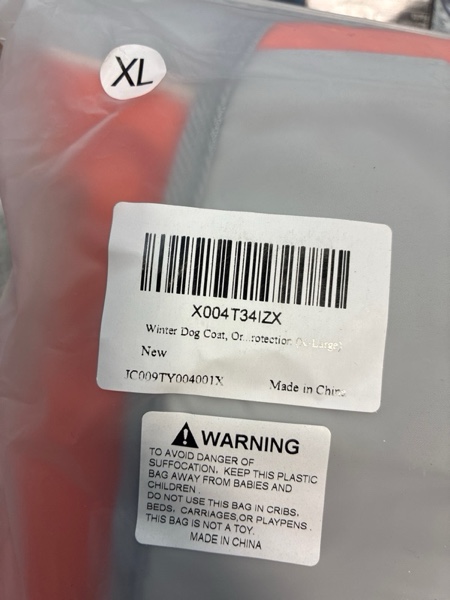 XL
X004T34IZX
Winter Dog Coat, Or...rotection (X-Large)
New
JC009TY004001X Made in China
WARNING
TO AVOID DANGER OF
SUFFOCATION, KEEP THIS PLASTIC
BAG AWAY FROM BABIES AND
CHILDREN.
DO NOT USE THIS BAG IN CRIBS,
BEDS, CARRIAGES,OR PLAYPENS.
THIS BAG IS NOT A TOY.
MADE IN CHINA